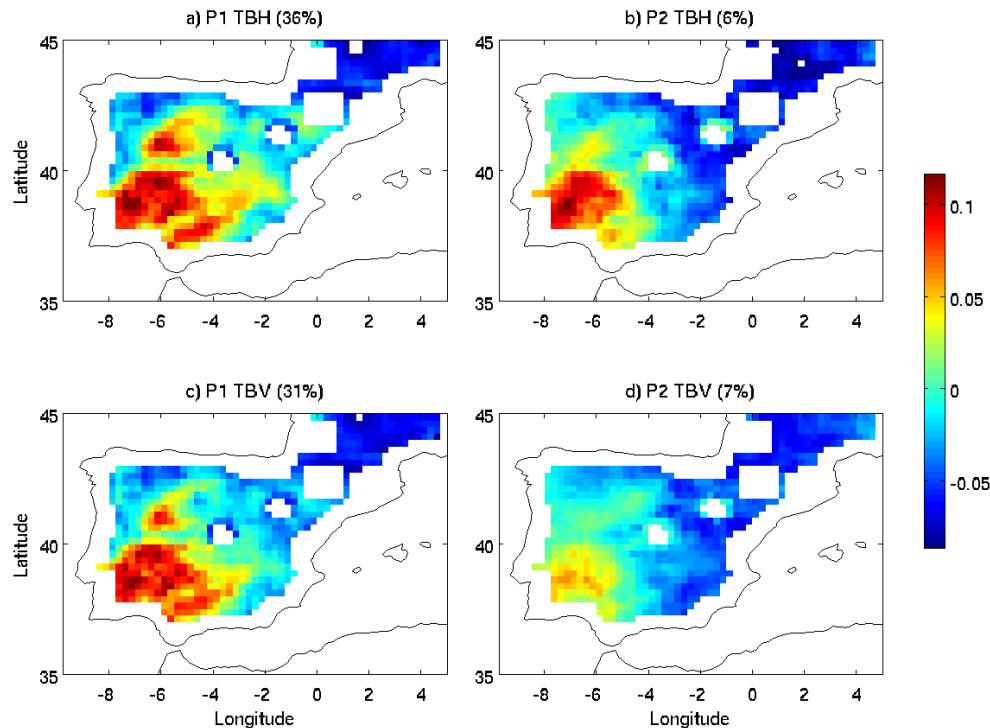 a) P1 TBH (36%)
b) P2 TBH (6%)
45
40
35
Latitude
-8 -6 -4 -2 0 2 4
45
40
35
Latitude
-8 -6 -4 -2 0 2 4
0.1
0.05
0
-0.05
c) P1 TBV (31%)
d) P2 TBV (7%)
45
40
35
Latitude
-8 -6 -4 -2 0 2 4
Longitude
45
40
35
Latitude
-8 -6 -4 -2 0 2 4
Longitude